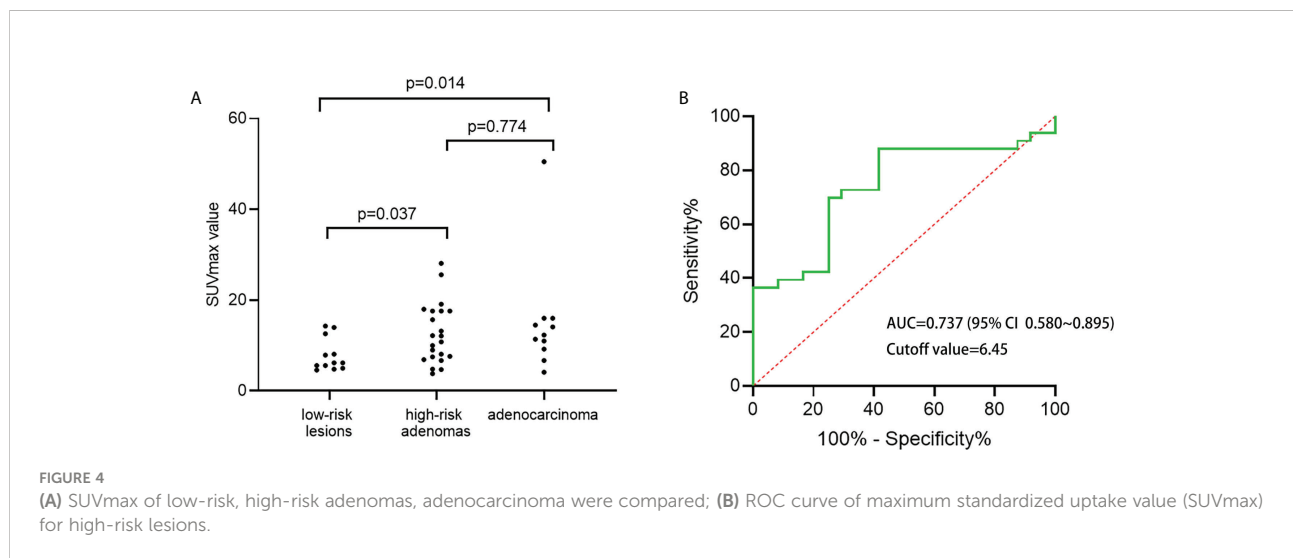 A
p=0.014
p=0.774
p=0.037
SUVmax value
60
40
20
0
low-risk
lesions
high-risk
adenomas
adenocarcinoma
B
Sensitivity%
100
80
60
40
20
0
AUC=0.737 (95% CI 0.580~0.895)
Cutoff value=6.45
0 20 40 60 80 100
100% - Specificity%
FIGURE 4
(A) SUVmax of low-risk, high-risk adenomas, adenocarcinoma were compared; (B) ROC curve of maximum standardized uptake value (SUVmax)
for high-risk lesions.